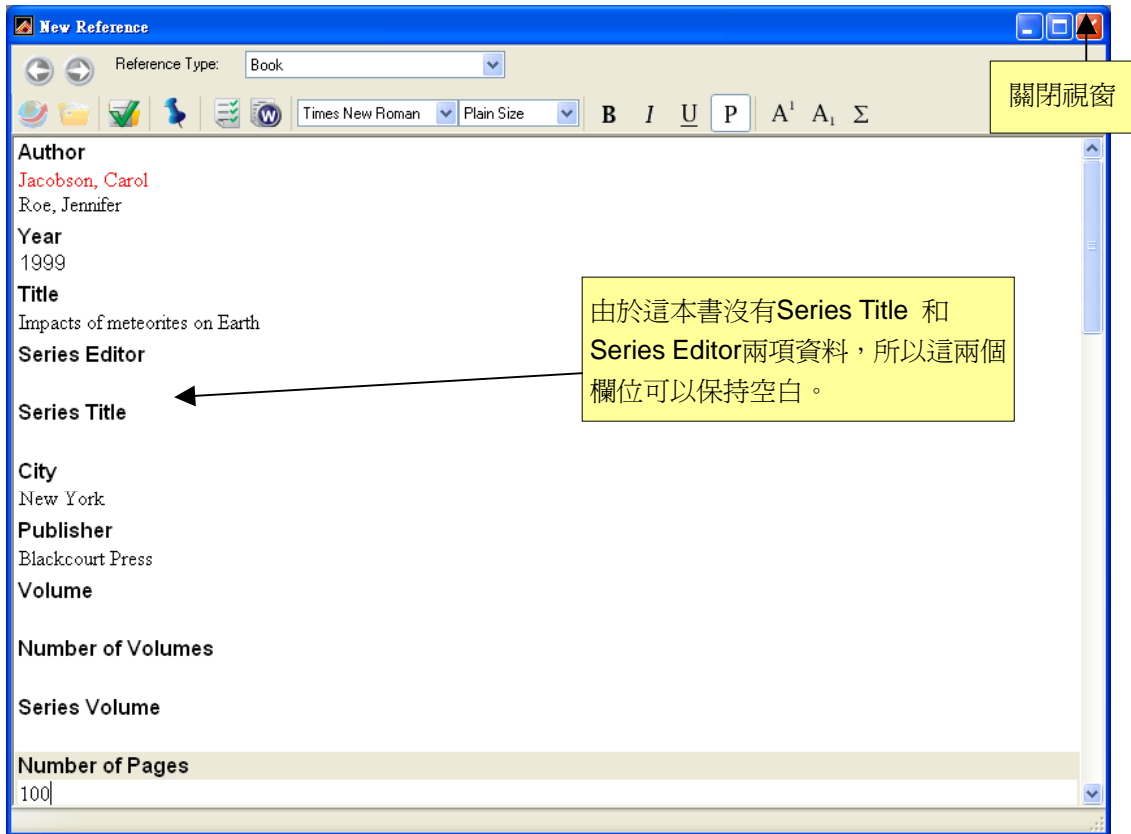 New Reference
Reference Type: Book
關閉視窗
Times New Roman Plain Size B I U P A¹ A₁ Σ
Author
Jacobson, Carol
Roe, Jennifer
Year
1999
Title
Impacts of meteorites on Earth
由於這本書沒有Series Title 和
Series Editor兩項資料，所以這兩個
欄位可以保持空白。
Series Editor
Series Title
City
New York
Publisher
Blackcourt Press
Volume
Number of Volumes
Series Volume
Number of Pages
100